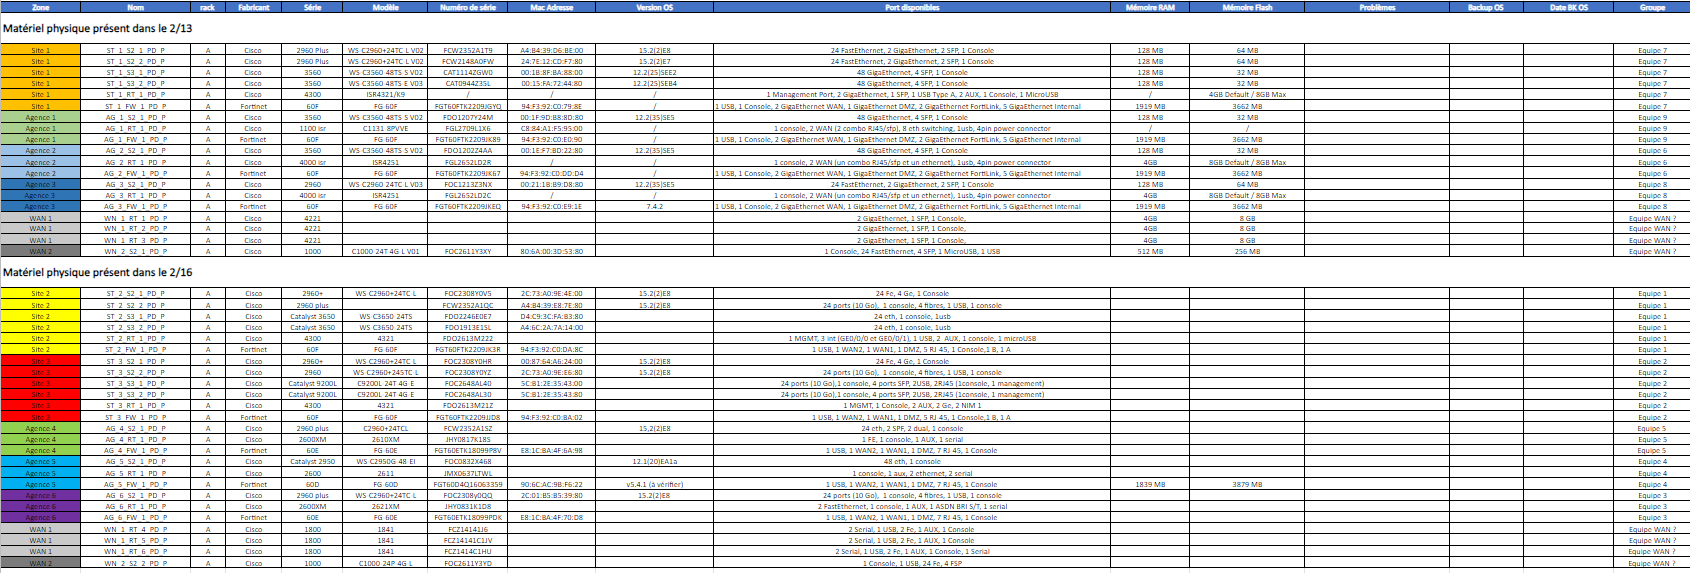 Zone Nom rack Fabricant Série Modèle Numéro de série Mac Adresse Version OS Port disponibles Mémoire RAM Mémoire Flash Problèmes Backup OS Date BK OS Groupe
Matériel physique présent dans le 2/13
Site 1 ST_1_S2_1_PD_P A Cisco 2960 Plus WS-C2960+24TC-L V02 FCW2352A1T9 A4:B4:39:D6:BE:00 15.2(2)E8 24 FastEthernet, 2 GigaEthernet, 2 SFP, 1 Console 128 MB 64 MB Equipe 7
Site 1 ST_1_S2_2_PD_P A Cisco 2960 Plus WS-C2960+24TC-L V02 FCW2148A0FW 24:7E:12:CD:F7:80 15.2(2)E7 24 FastEthernet, 2 GigaEthernet, 2 SFP, 1 Console 128 MB 64 MB Equipe 7
Site 1 ST_1_S3_1_PD_P A Cisco 3560 WS-C3560-48TS-S V02 CAT1114ZGW0 00:1B:8F:BA:88:00 12.2(25)SEE2 48 GigaEthernet, 4 SFP, 1 Console 128 MB 32 MB Equipe 7
Site 1 ST_1_S3_2_PD_P A Cisco 3560 WS-C3560-48TS-E V03 CAT0944Z35L 00:15:FA:72:44:80 12.2(25)SEB4 48 GigaEthernet, 4 SFP, 1 Console 128 MB 32 MB Equipe 7
Site 1 ST_1_RT_1_PD_P A Cisco 4300 ISR4321/K9 / / / 1 Management Port, 2 GigaEthernet, 1 SFP, 1 USB Type A, 2 AUX, 1 Console, 1 MicroUSB / 4GB Default / 8GB Max Equipe 7
Site 1 ST_1_FW_1_PD_P A Fortinet 60F FG-60F FGT60FTK2209JGYQ 94:F3:92:C0:79:8E / 1 USB, 1 Console, 2 GigaEthernet WAN, 1 GigaEthernet DMZ, 2 GigaEthernet FortiLink, 5 GigaEthernet Internal 1919 MB 3662 MB Equipe 7
Agence 1 AG_1_S2_1_PD_P A Cisco 3560 WS-C3560-48TS-S V02 FDO1207Y24M 00:1F:9D:B8:8D:80 12.2(35)SE5 48 GigaEthernet, 4 SFP, 1 Console 128 MB 32 MB Equipe 9
Agence 1 AG_1_RT_1_PD_P A Cisco 1100 isr C1131-8PVVE FGL2709L1X6 C8:84:A1:F5:95:00 / 1 console, 2 WAN (2 combo RJ45/sfp), 8 eth switching, 1usb, 4pin power connector / / Equipe 9
Agence 1 AG_1_FW_1_PD_P A Fortinet 60F FG-60F FGT60FTK2209JK89 94:F3:92:C0:E0:90 / 1 USB, 1 Console, 2 GigaEthernet WAN, 1 GigaEthernet DMZ, 2 GigaEthernet FortiLink, 5 GigaEthernet Internal 1919 MB 3662 MB Equipe 9
Agence 2 AG_2_S2_1_PD_P A Cisco 3560 WS-C3560-48TS-S V02 FDO1202Z4AA 00:1E:F7:BD:22:80 12.2(35)SE5 48 GigaEthernet, 4 SFP, 1 Console 128 MB 32 MB Equipe 6
Agence 2 AG_2_RT_1_PD_P A Cisco 4000 isr ISR4251 FGL2652LD2R / / 1 console, 2 WAN (un combo RJ45/sfp et un ethernet), 1usb, 4pin power connector 4GB 8GB Default / 8GB Max Equipe 6
Agence 2 AG_2_FW_1_PD_P A Fortinet 60F FG-60F FGT60FTK2209JK67 94:F3:92:C0:DD:D4 / 1 USB, 1 Console, 2 GigaEthernet WAN, 1 GigaEthernet DMZ, 2 GigaEthernet FortiLink, 5 GigaEthernet Internal 1919 MB 3662 MB Equipe 6
Agence 3 AG_3_S2_1_PD_P A Cisco 2960 WS-C2960-24TC-L V03 FOC1213Z3NX 00:21:1B:B9:D8:80 12.2(35)SE5 24 FastEthernet, 2 GigaEthernet, 2 SFP, 1 Console 128 MB 64 MB Equipe 8
Agence 3 AG_3_RT_1_PD_P A Cisco 4000 isr ISR4251 FGL2652LD2C / / 1 console, 2 WAN (un combo RJ45/sfp et un ethernet), 1usb, 4pin power connector 4GB 8GB Default / 8GB Max Equipe 8
Agence 3 AG_3_FW_1_PD_P A Fortinet 60F FG-60F FGT60FTK2209JKEQ 94:F3:92:C0:E9:1E 7.4.2 1 USB, 1 Console, 2 GigaEthernet WAN, 1 GigaEthernet DMZ, 2 GigaEthernet FortiLink, 5 GigaEthernet Internal 1919 MB 3662 MB Equipe 8
WAN 1 WN_1_RT_1_PD_P A Cisco 4221 2 GigaEthernet, 1 SFP, 1 Console, 4GB 8 GB Equipe WAN ?
WAN 1 WN_1_RT_2_PD_P A Cisco 4221 2 GigaEthernet, 1 SFP, 1 Console, 4GB 8 GB Equipe WAN ?
WAN 1 WN_1_RT_3_PD_P A Cisco 4221 2 GigaEthernet, 1 SFP, 1 Console, 4GB 8 GB Equipe WAN ?
WAN 2 WN_2_S2_1_PD_P A Cisco 1000 C1000-24T-4G-L V01 FOC2611Y3XY 80:6A:00:3D:53:80 1 Console, 24 FastEthernet, 4 SFP, 1 MicroUSB, 1 USB 512 MB 256 MB Equipe WAN ?
Matériel physique présent dans le 2/16
Site 2 ST_2_S2_1_PD_P A Cisco 2960+ WS-C2960+24TC-L FOC2308Y0V5 2C:73:A0:9E:4E:00 15.2(2)E8 24 Fe, 4 Ge, 1 Console Equipe 1
Site 2 ST_2_S2_2_PD_P A Cisco 2960 plus FCW2352A1QC A4:B4:39:E8:7E:80 15.2(2)E8 24 ports (10 Go), 1 console, 4 fibres, 1 USB, 1 console Equipe 1
Site 2 ST_2_S3_1_PD_P A Cisco Catalyst 3650 WS-C3650-24TS FDO2246E0E7 D4:C9:3C:FA:83:80 24 eth, 1 console, 1usb Equipe 1
Site 2 ST_2_S3_2_PD_P A Cisco Catalyst 3650 WS-C3650-24TS FDO1913E1SL A4:6C:2A:7A:14:00 24 eth, 1 console, 1usb Equipe 1
Site 2 ST_2_RT_1_PD_P A Cisco 4300 4321 FDO2613M222 1 MGMT, 3 int (GE0/0/0 et GE0/0/1), 1 USB, 2 AUX, 1 console, 1 microUSB Equipe 1
Site 2 ST_2_FW_1_PD_P A Fortinet 60F FG-60F FGT60FTK2209JK3R 94:F3:92:C0:DA:8C 1 USB, 1 WAN2, 1 WAN1, 1 DMZ, 5 RJ-45, 1 Console,1 B, 1 A Equipe 1
Site 3 ST_3_S2_1_PD_P A Cisco 2960+ WS-C2960+24TC-L FOC2308Y0HR 00:87:64:A6:24:00 15.2(2)E8 24 Fe, 4 Ge, 1 Console Equipe 2
Site 3 ST_3_S2_2_PD_P A Cisco 2960 WS-C2960+245TC-L FOC2308Y0YZ 2C:73:A0:9E:E6:80 15.2(2)E8 24 ports (10 Go), 1 console, 4 fibres, 1 USB, 1 console Equipe 2
Site 3 ST_3_S3_1_PD_P A Cisco Catalyst 9200L C9200L-24T-4G-E FOC2648AL40 5C:B1:2E:35:43:00 24 ports (10 Go),1 console, 4 ports SFP, 2USB, 2RJ45 (1console, 1 management) Equipe 2
Site 3 ST_3_S3_2_PD_P A Cisco Catalyst 9200L C9200L-24T-4G-E FOC2648AL30 5C:B1:2E:35:43:80 24 ports (10 Go),1 console, 4 ports SFP, 2USB, 2RJ45 (1console, 1 management) Equipe 2
Site 3 ST_3_RT_1_PD_P A Cisco 4300 4321 FDO2613M21Z 1 MGMT, 1 Console, 2 AUX, 2 Ge, 2 NIM 1 Equipe 2
Site 3 ST_3_FW_1_PD_P A Fortinet 60F FG-60F FGT60FTK2209JJD8 94:F3:92:C0:BA:02 1 USB, 1 WAN2, 1 WAN1, 1 DMZ, 5 RJ-45, 1 Console,1 B, 1 A Equipe 2
Agence 4 AG_4_S2_1_PD_P A Cisco 2960 plus C2960+24TCL FCW2352A1SZ 15,2(2)E8 24 eth, 2 SPF, 2 dual, 1 console Equipe 5
Agence 4 AG_4_RT_1_PD_P A Cisco 2600XM 2610XM JHY0817K18S 1 FE, 1 console, 1 AUX, 1 serial Equipe 5
Agence 4 AG_4_FW_1_PD_P A Fortinet 60E FG-60E FGT60ETK18099P8V E8:1C:BA:4F:6A:98 1 USB, 1 WAN2, 1 WAN1, 1 DMZ, 7 RJ-45, 1 Console Equipe 5
Agence 5 AG_5_S2_1_PD_P A Cisco Catalyst 2950 WS-C2950G-48-EI FOC0832X468 12.1(20)EA1a 48 eth, 1 console Equipe 4
Agence 5 AG_5_RT_1_PD_P A Cisco 2600 2611 JMX0637LTWL 1 console, 1 aux, 2 ethernet, 2 serial Equipe 4
Agence 5 AG_5_FW_1_PD_P A Fortinet 60D FG-60D FGT60D4Q16063359 90:6C:AC:9B:F6:22 v5.4.1 (à vérifier) 1 USB, 1 WAN2, 1 WAN1, 1 DMZ, 7 RJ-45, 1 Console 1839 MB 3879 MB Equipe 4
Agence 6 AG_6_S2_1_PD_P A Cisco 2960 plus WS-C2960+24TC-L FOC2308y0QQ 2C:01:B5:B5:39:80 15.2(2)E8 24 ports (10 Go), 1 console, 4 fibres, 1 USB, 1 console Equipe 3
Agence 6 AG_6_RT_1_PD_P A Cisco 2600XM 2621XM JHY0831K1D8 2 FastEthernet, 1 console, 1 AUX, 1 ASDN BRI S/T, 1 serial Equipe 3
Agence 6 AG_6_FW_1_PD_P A Fortinet 60E FG-60E FGT60ETK18099PDK E8:1C:BA:4F:70:D8 1 USB, 1 WAN2, 1 WAN1, 1 DMZ, 7 RJ-45, 1 Console Equipe 3
WAN 1 WN_1_RT_4_PD_P A Cisco 1800 1841 FCZ14141J6 2 Serial, 1 USB, 2 Fe, 1 AUX, 1 Console Equipe WAN ?
WAN 1 WN_1_RT_5_PD_P A Cisco 1800 1841 FCZ14141C1JV 2 Serial, 1 USB, 2 Fe, 1 AUX, 1 Console Equipe WAN ?
WAN 1 WN_1_RT_6_PD_P A Cisco 1800 1841 FCZ1414C1HU 2 Serial, 1 USB, 2 Fe, 1 AUX, 1 Console, 1 Serial Equipe WAN ?
WAN 2 WN_2_S2_2_PD_P A Cisco 1000 C1000-24P-4G-L FOC2611Y3YD 1 Console, 1 USB, 24 Fe, 4 FSP Equipe WAN ?